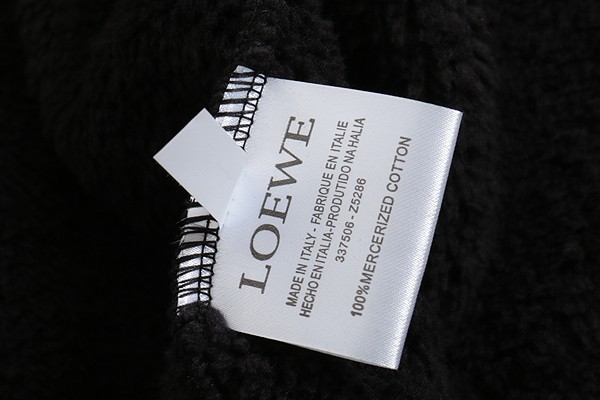 LOEWE
MADE IN ITALY - FABRIQUE EN ITALIE
HECHO EN ITALIA-PRODUTIDO NA HALIA
337506 - Z5286
100%MERCERIZED COTTON